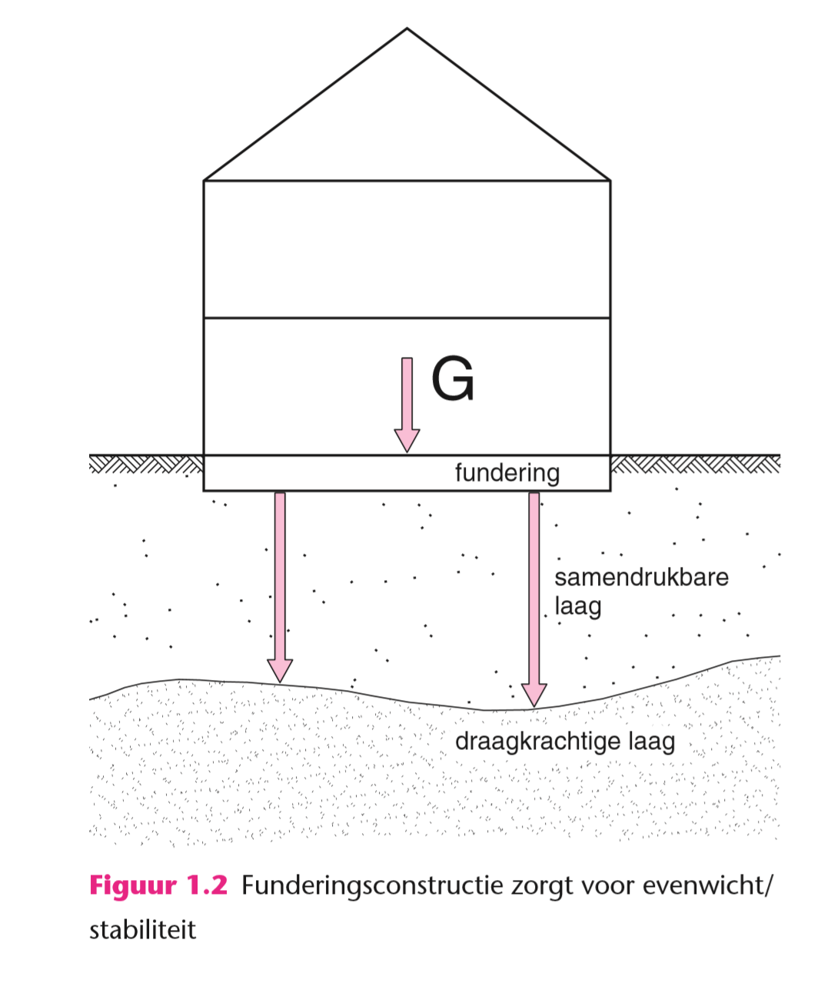 G
fundering
samendrukbare
laag
draagkrachtige laag
Figuur 1.2 Funderingsconstructie zorgt voor evenwicht/
stabiliteit